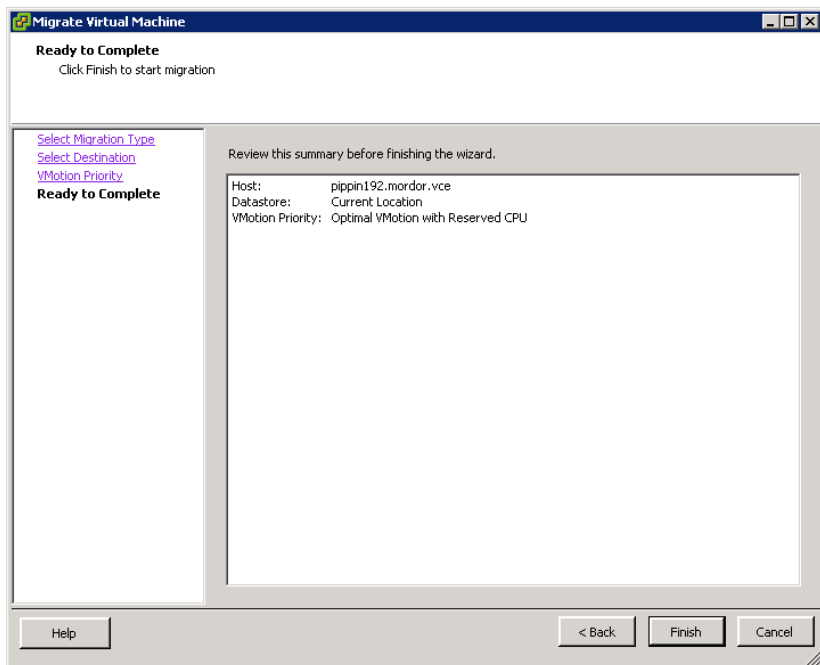 Migrate Virtual Machine
Ready to Complete
Click Finish to start migration
Select Migration Type
Select Destination
VMotion Priority
Ready to Complete
Review this summary before finishing the wizard.
Host: pippin192.mordor.vce
Datastore: Current Location
VMotion Priority: Optimal VMotion with Reserved CPU
Help
< Back
Finish
Cancel